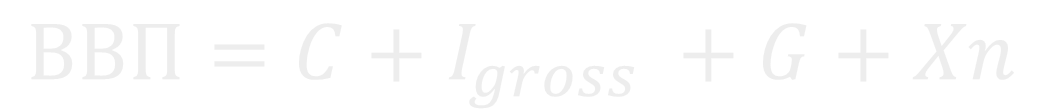 ВВП = C + I_gross + G + Xn